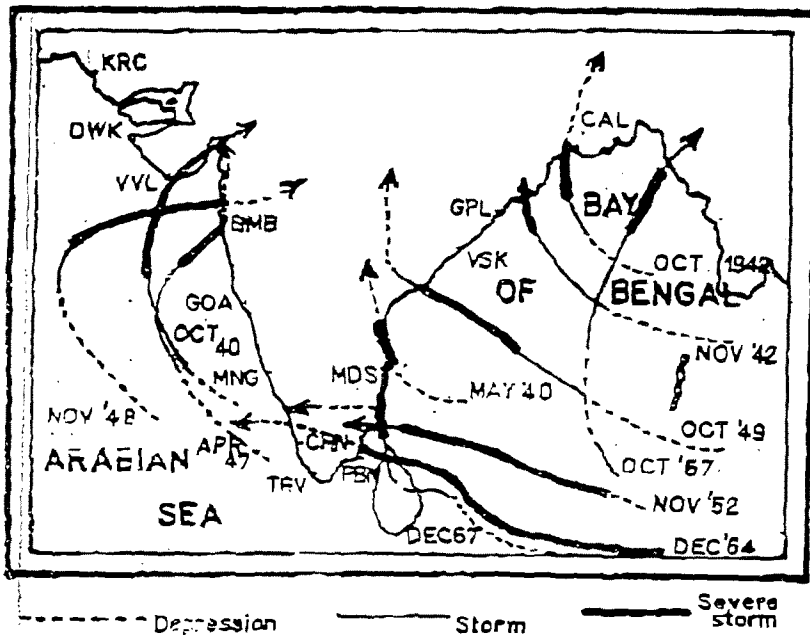 KRC
DWK
CAL
VVL
GPL
BAY
BMB
VSK
OCT 1942
OF BENGAL
GOA
OCT 40
NOV '42
MNG
MDS
MAY '40
NOV '48
OCT '49
APR 47
ARABIAN
OCT '67
TRV
PBN
NOV '52
SEA
DEC 67
DEC '64
Depression
Storm
Severe storm